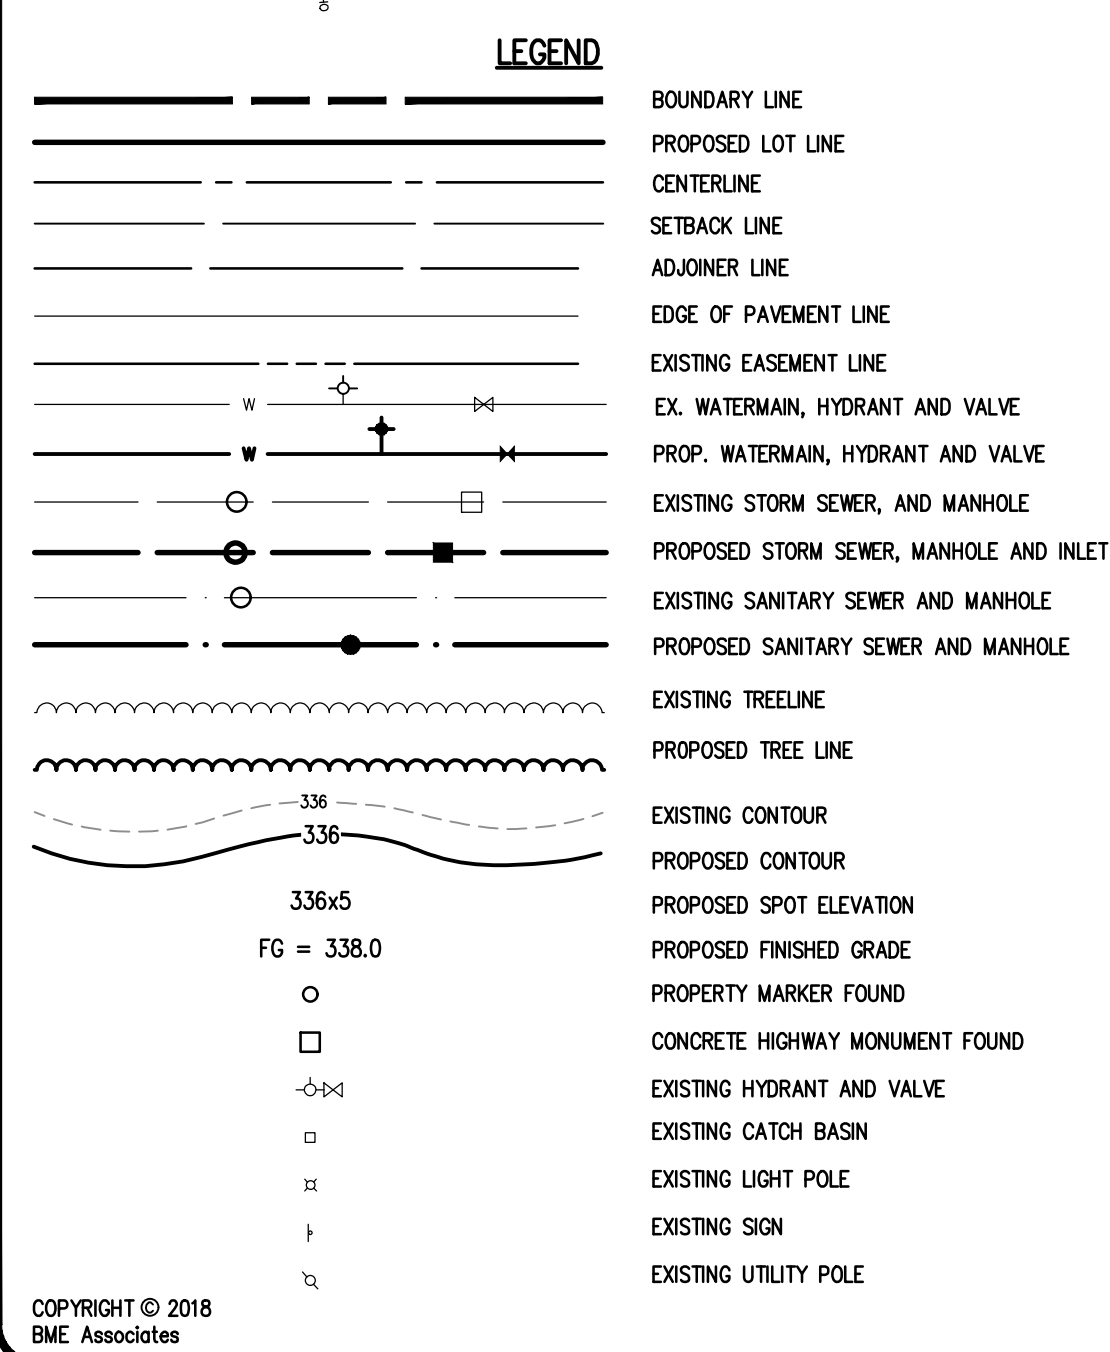 LEGEND
BOUNDARY LINE
PROPOSED LOT LINE
CENTERLINE
SETBACK LINE
ADJOINER LINE
EDGE OF PAVEMENT LINE
EXISTING EASEMENT LINE
W EX. WATERMAIN, HYDRANT AND VALVE
W PROP. WATERMAIN, HYDRANT AND VALVE
EXISTING STORM SEWER, AND MANHOLE
PROPOSED STORM SEWER, MANHOLE AND INLET
EXISTING SANITARY SEWER AND MANHOLE
PROPOSED SANITARY SEWER AND MANHOLE
EXISTING TREELINE
PROPOSED TREE LINE
336 EXISTING CONTOUR
336 PROPOSED CONTOUR
336x5 PROPOSED SPOT ELEVATION
FG = 338.0 PROPOSED FINISHED GRADE
PROPERTY MARKER FOUND
CONCRETE HIGHWAY MONUMENT FOUND
EXISTING HYDRANT AND VALVE
EXISTING CATCH BASIN
EXISTING LIGHT POLE
EXISTING SIGN
EXISTING UTILITY POLE
COPYRIGHT © 2018
BME Associates